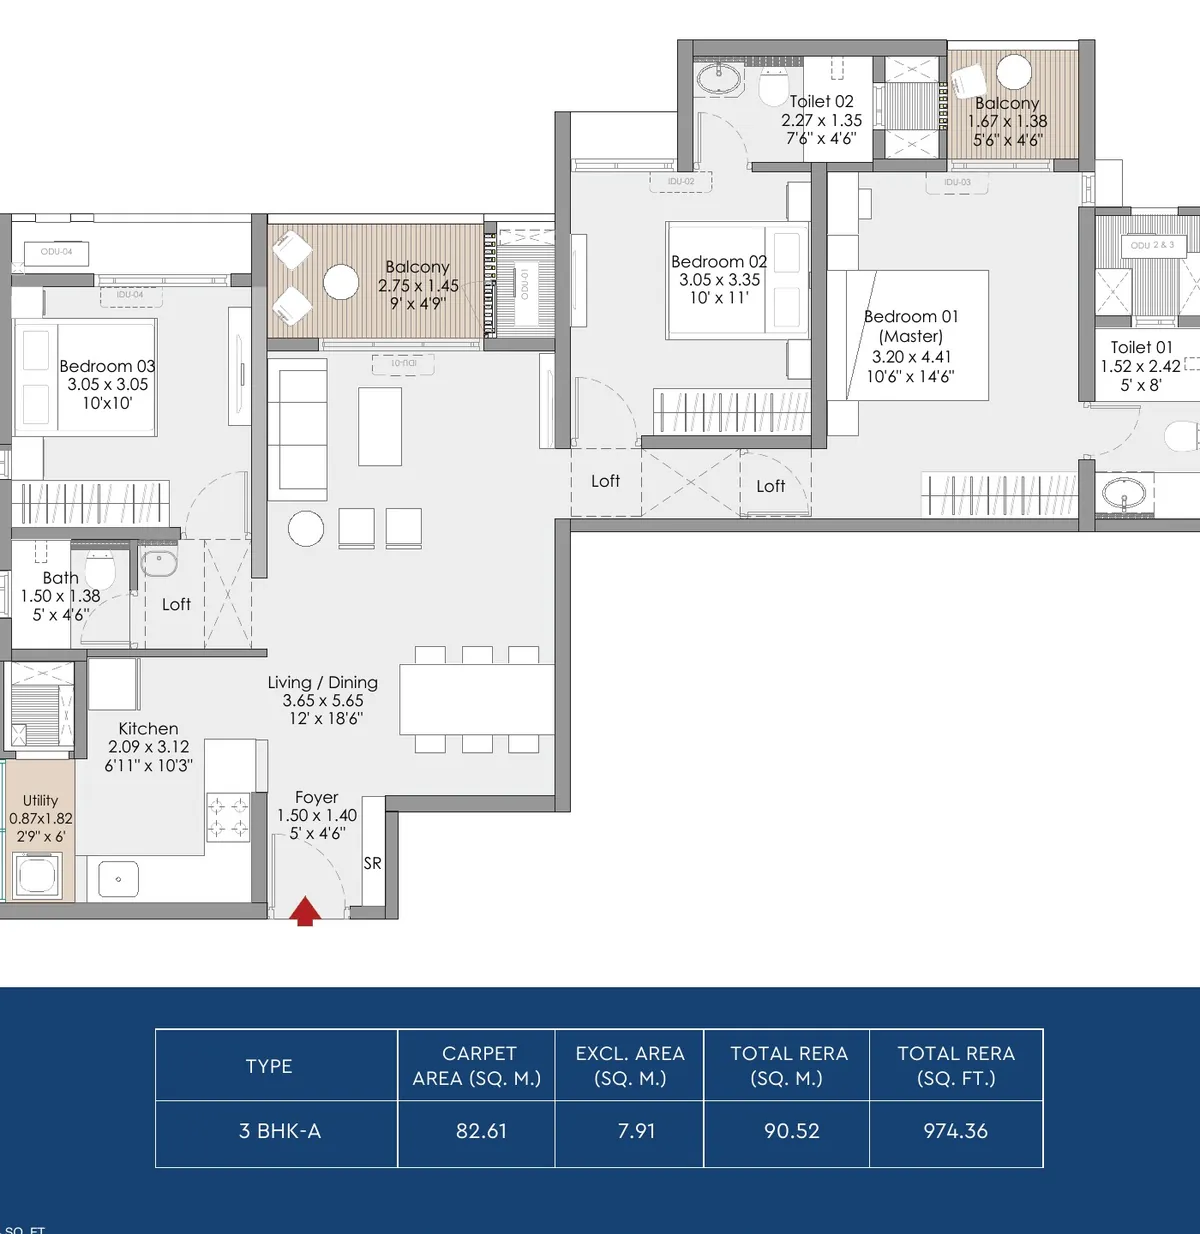 Toilet 02
2.27 x 1.35
7'6" x 4'6"
Balcony
1.67 x 1.38
5'6" x 4'6"
IDU-02
IDU-03
ODU-04
IDU-04
Balcony
2.75 x 1.45
9' x 4'9"
ODU-01
IDU-01
Bedroom 02
3.05 x 3.35
10' x 11'
ODU 2 & 3
Bedroom 01
(Master)
3.20 x 4.41
10'6" x 14'6"
Toilet 01
1.52 x 2.42
5' x 8'
Bedroom 03
3.05 x 3.05
10'x10'
Loft
Loft
Bath
1.50 x 1.38
5' x 4'6"
Loft
Living / Dining
3.65 x 5.65
12' x 18'6"
Kitchen
2.09 x 3.12
6'11" x 10'3"
Utility
0.87x1.82
2'9" x 6'
Foyer
1.50 x 1.40
5' x 4'6"
SR
TYPE
CARPET
AREA (SQ. M.)
EXCL. AREA
(SQ. M.)
TOTAL RERA
(SQ. M.)
TOTAL RERA
(SQ. FT.)
3 BHK-A
82.61
7.91
90.52
974.36
SQ. FT.